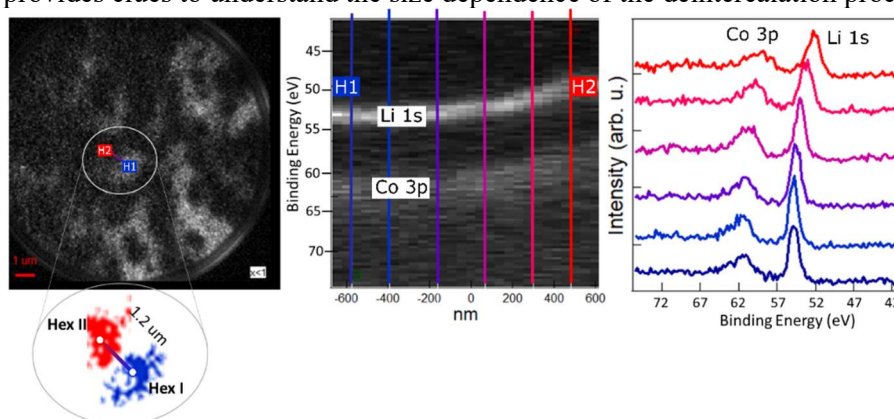 provides clues to understand the size dependence of the deintercalation proc
H2
H1
1 um
x<1
Hex II
1.2 um
Hex I
Binding Energy (eV)
45
50
55
60
65
70
H1
H2
Li 1s
Co 3p
-600
-400
-200
0
200
400
600
nm
Co 3p
Li 1s
Intensity (arb. u.)
72
67
62
57
52
47
Binding Energy (eV)